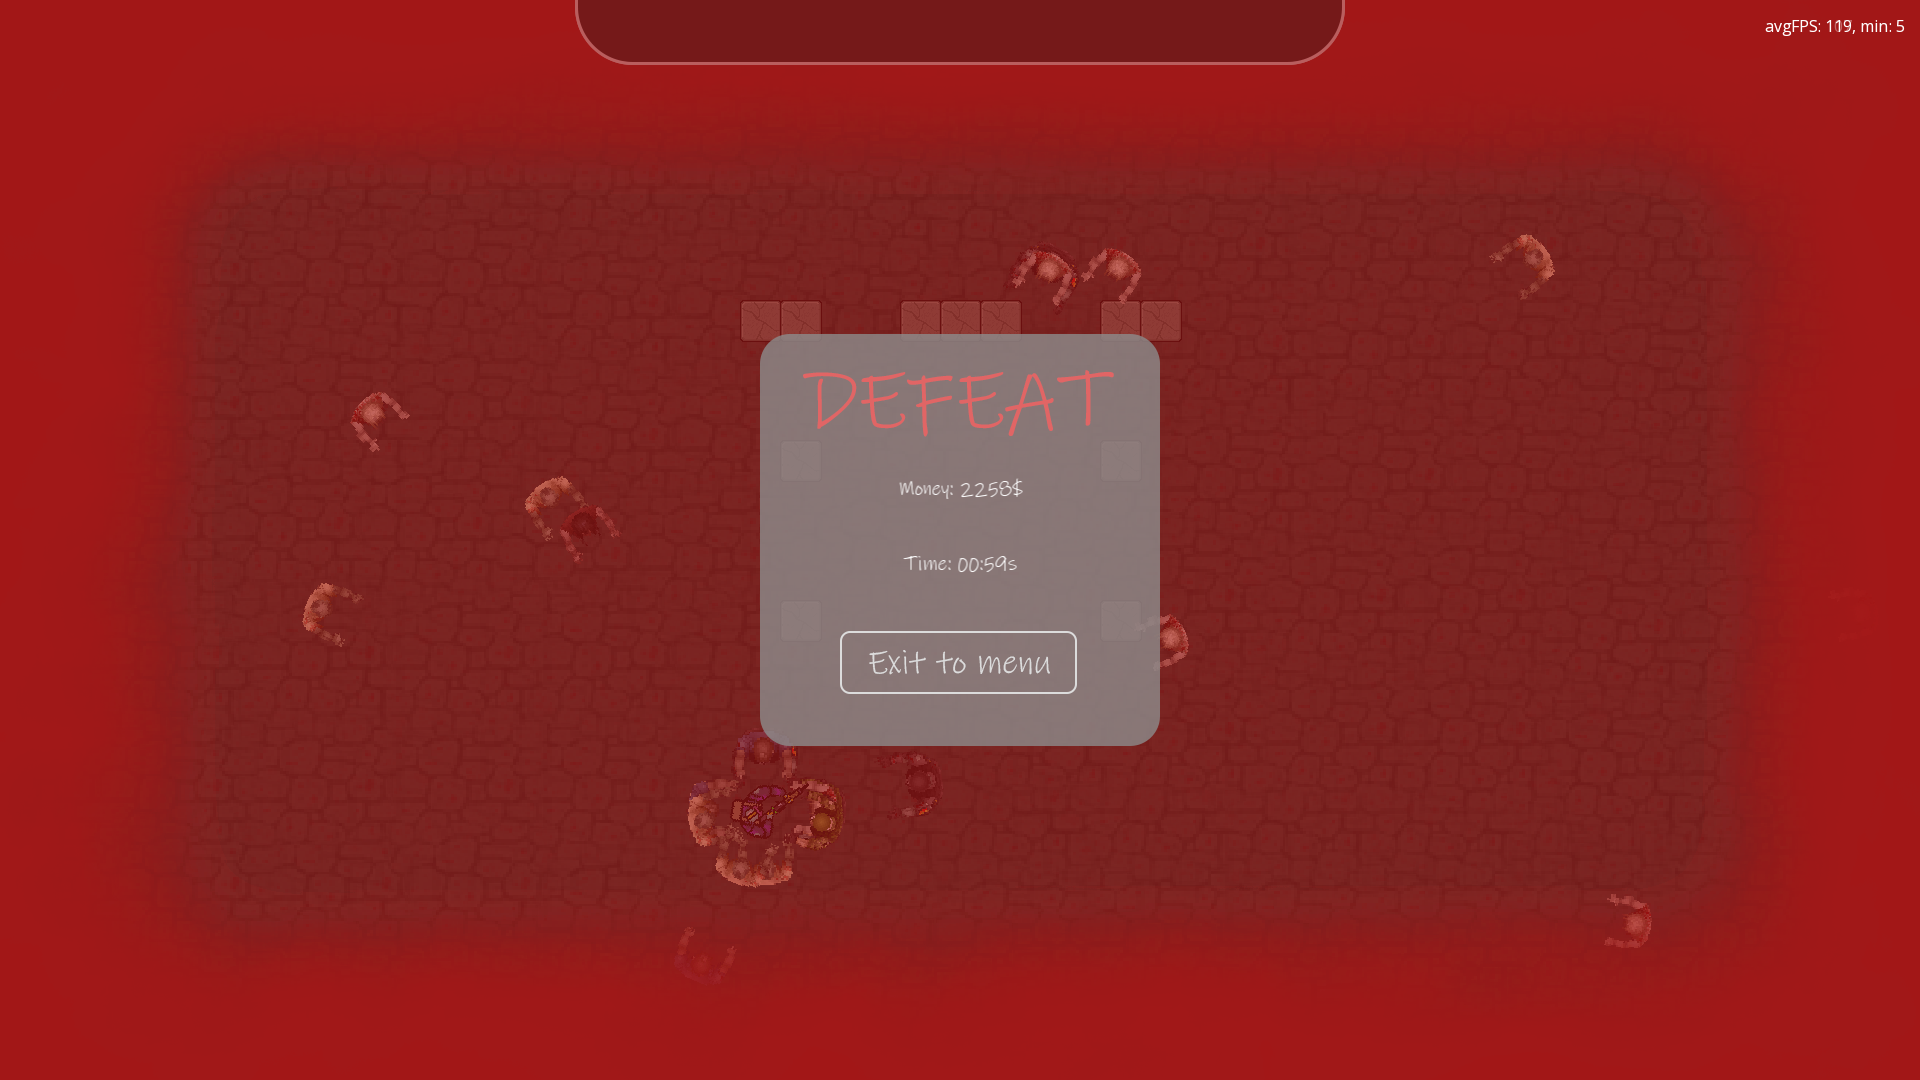 avgFPS: 119, min: 5
DEFEAT
Money: 2258$
Time: 00:59s
Exit to menu